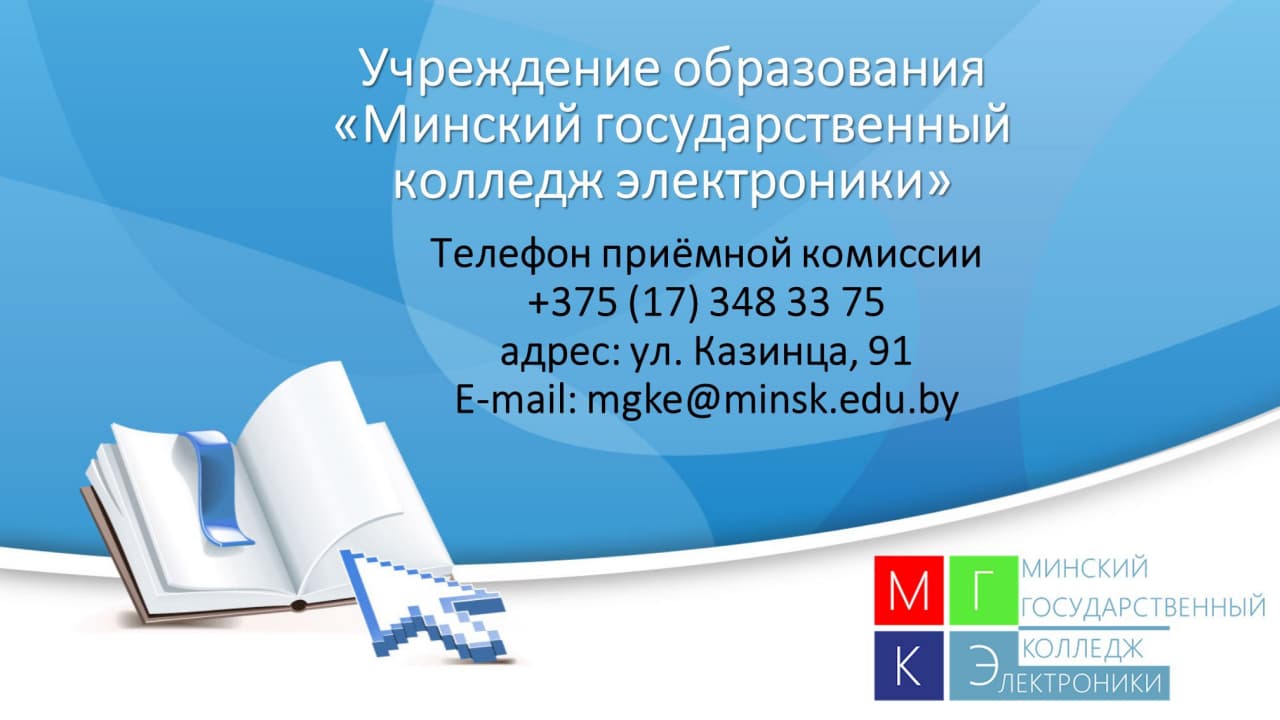 Учреждение образования
«Минский государственный
колледж электроники»
Телефон приёмной комиссии
+375 (17) 348 33 75
адрес: ул. Казинца, 91
E-mail: mgke@minsk.edu.by
М Г МИНСКИЙ
ГОСУДАРСТВЕННЫЙ
К Э КОЛЛЕДЖ
ЛЕКТРОНИКИ